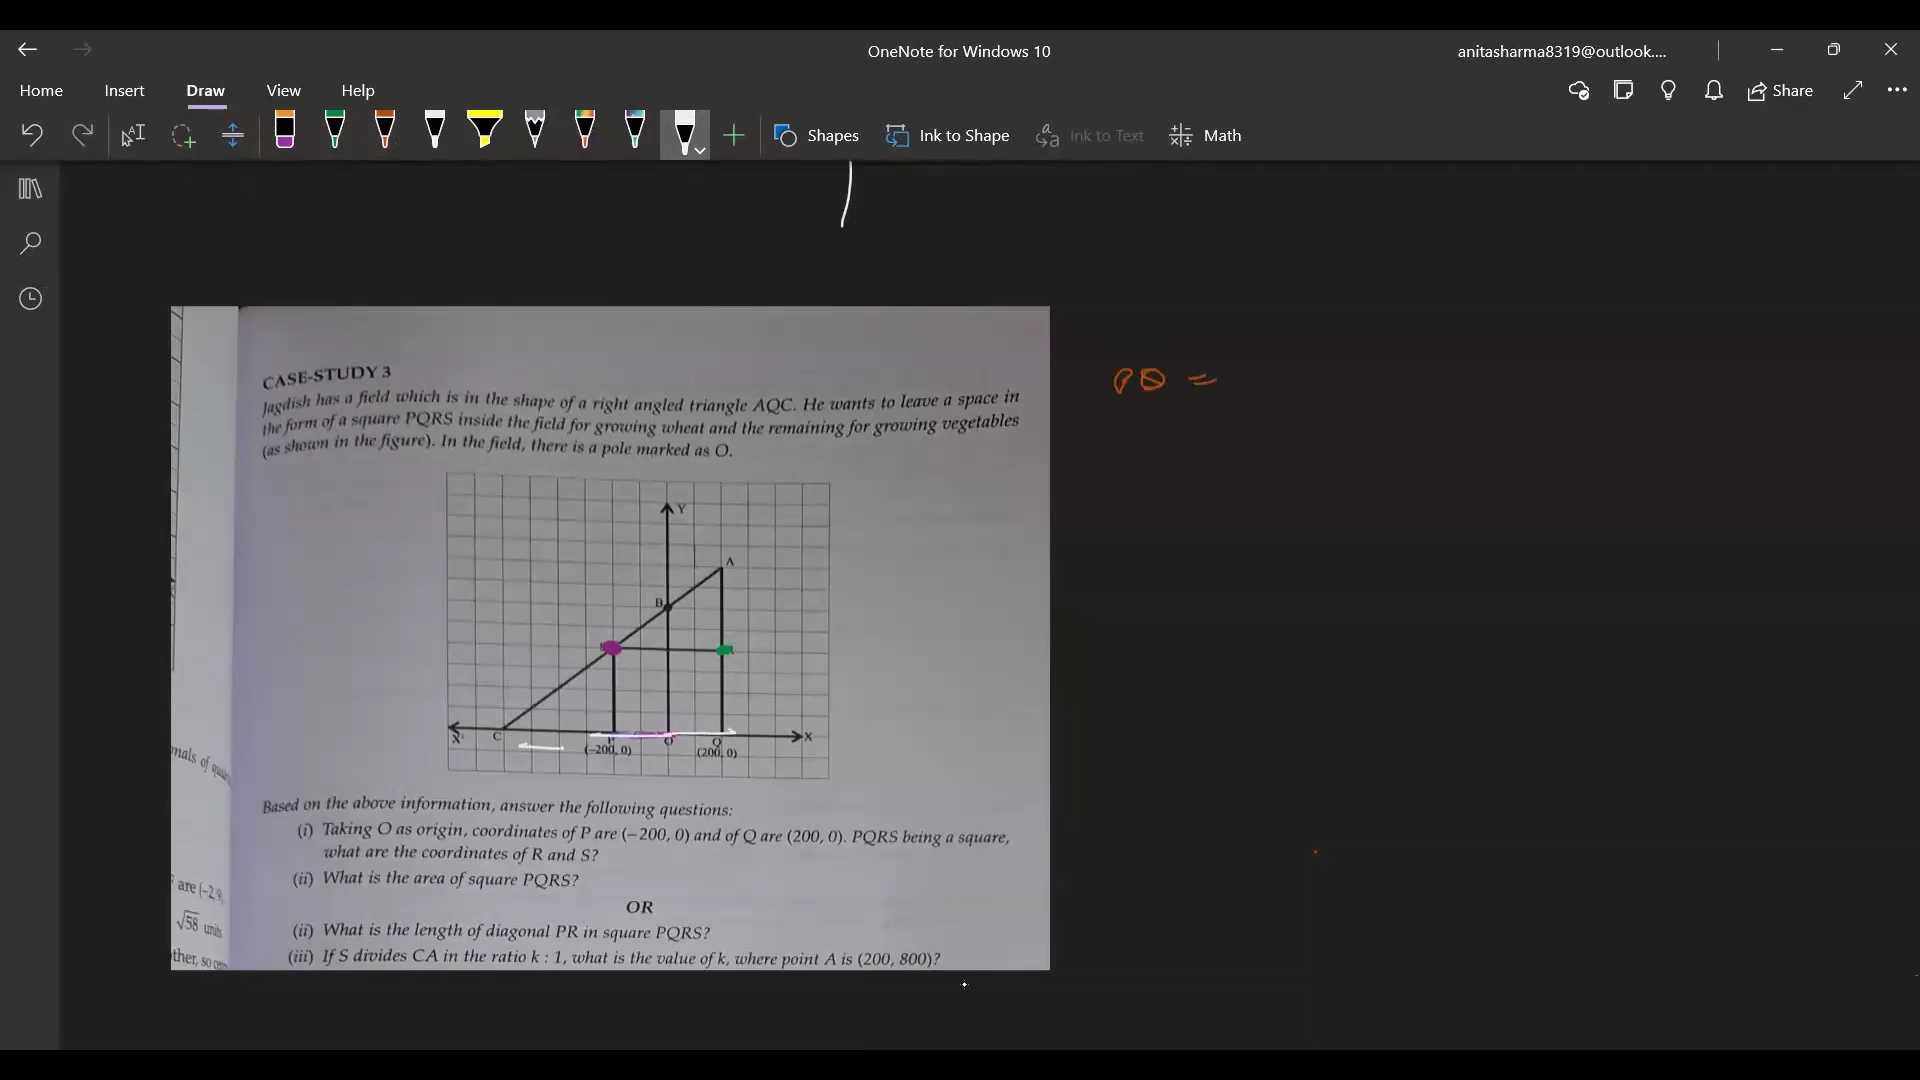 OneNote for Windows 10
anitasharma8319@outlook....
Home Insert Draw View Help
Share
Shapes
Ink to Shape
Ink to Text
Math
PQ =
CASE-STUDY 3
Jagdish has a field which is in the shape of a right angled triangle AQC. He wants to leave a space in
the form of a square PQRS inside the field for growing wheat and the remaining for growing vegetables
(as shown in the figure). In the field, there is a pole marked as O.
Y
A
B
X'
C
P
O
Q
X
(−200, 0)
(200, 0)
Based on the above information, answer the following questions:
(i) Taking O as origin, coordinates of P are (−200, 0) and of Q are (200, 0). PQRS being a square,
what are the coordinates of R and S?
(ii) What is the area of square PQRS?
OR
(ii) What is the length of diagonal PR in square PQRS?
(iii) If S divides CA in the ratio k : 1, what is the value of k, where point A is (200, 800)?
are (−2, 9)
√58 units